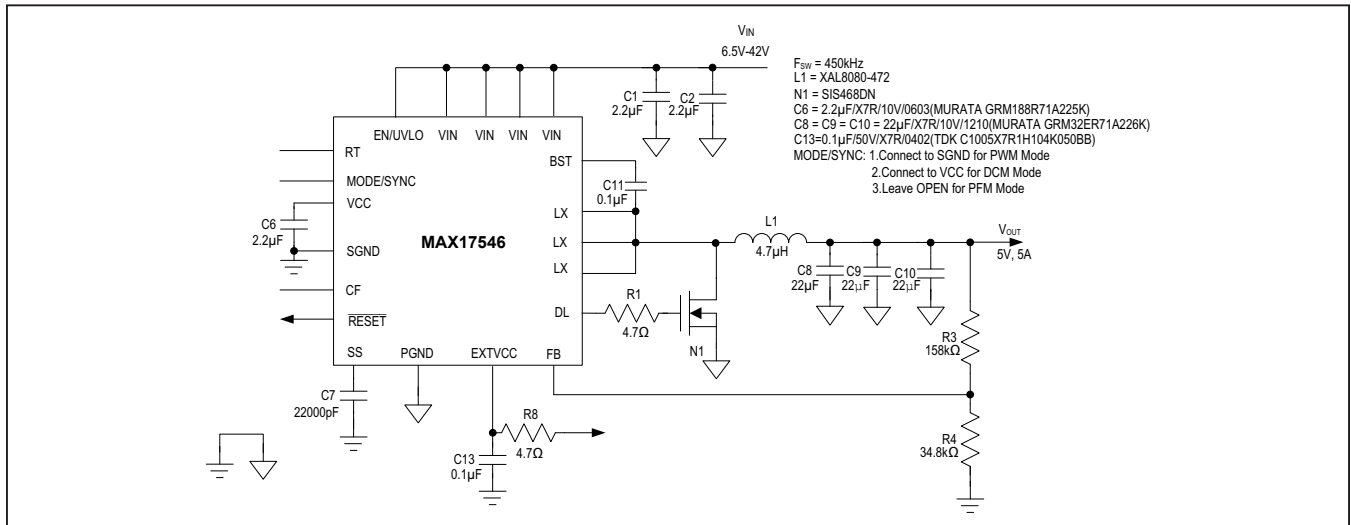 VIN
6.5V-42V
FSW = 450kHz
L1 = XAL8080-472
N1 = SIS468DN
C6 = 2.2µF/X7R/10V/0603(MURATA GRM188R71A225K)
C8 = C9 = C10 = 22µF/X7R/10V/1210(MURATA GRM32ER71A226K)
C13=0.1µF/50V/X7R/0402(TDK C1005X7R1H104K050BB)
MODE/SYNC: 1.Connect to SGND for PWM Mode
2.Connect to VCC for DCM Mode
3.Leave OPEN for PFM Mode
C1
2.2µF
C2
2.2µF
EN/UVLO VIN VIN VIN VIN
RT
MODE/SYNC
VCC
SGND
CF
RESET
SS PGND EXTVCC FB
BST
LX
LX
LX
DL
MAX17546
C6
2.2µF
C11
0.1µF
L1
4.7µH
VOUT
5V, 5A
C8
22µF
C9
22µF
C10
22µF
R1
4.7Ω
N1
R3
158kΩ
R4
34.8kΩ
C7
22000pF
R8
4.7Ω
C13
0.1µF